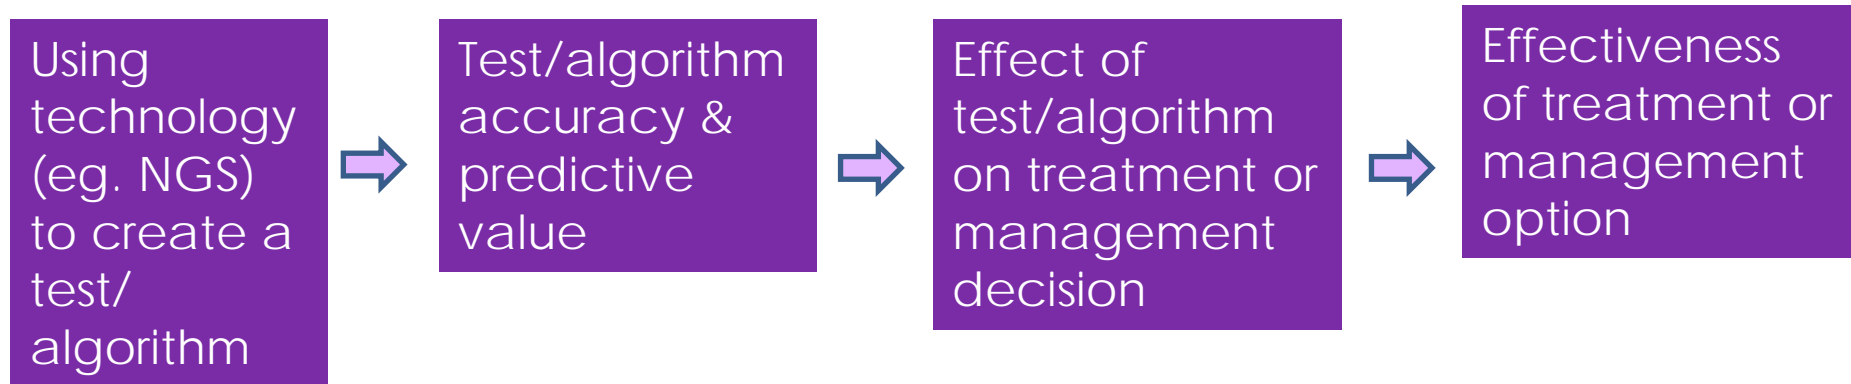 Using
technology
(eg. NGS)
to create a
test/
algorithm
Test/algorithm
accuracy &
predictive
value
Effect of
test/algorithm
on treatment or
management
decision
Effectiveness
of treatment or
management
option